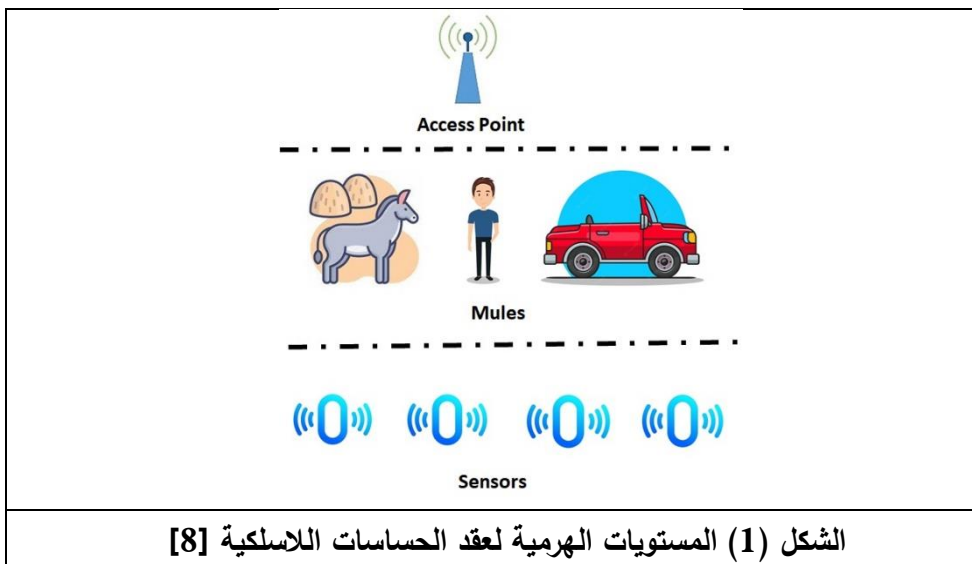 Access Point
Mules
Sensors
الشكل (1) المستويات الهرمية لعقد الحساسات اللاسلكية [8]